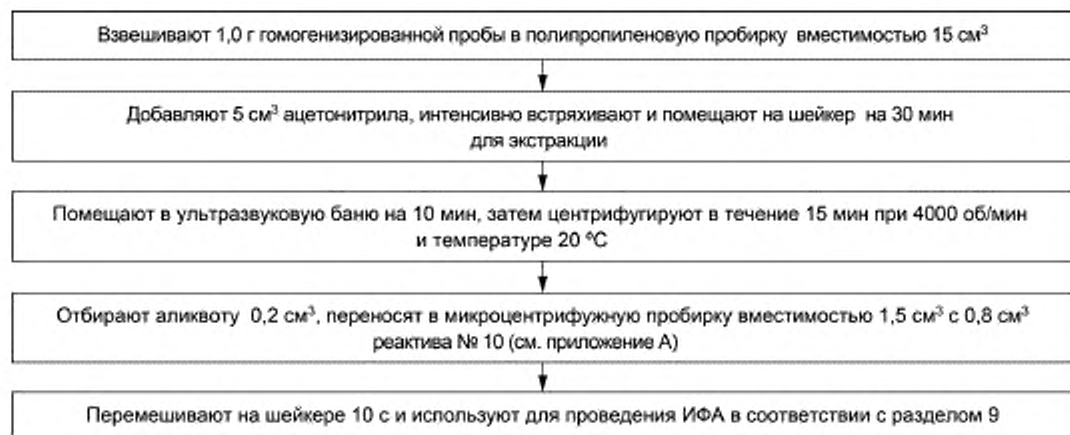 Взвешивают 1,0 г гомогенизированной пробы в полипропиленовую пробирку вместимостью 15 см³
Добавляют 5 см³ ацетонитрила, интенсивно встряхивают и помещают на шейкер на 30 мин
для экстракции
Помещают в ультразвуковую баню на 10 мин, затем центрифугируют в течение 15 мин при 4000 об/мин
и температуре 20 ºС
Отбирают аликвоту 0,2 см³, переносят в микроцентрифужную пробирку вместимостью 1,5 см³ с 0,8 см³
реактива № 10 (см. приложение А)
Перемешивают на шейкере 10 с и используют для проведения ИФА в соответствии с разделом 9